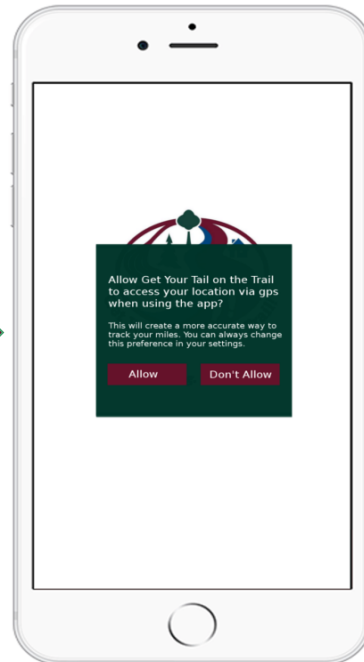 Allow Get Your Tail on the Trail
to access your location via gps
when using the app?
This will create a more accurate way to
track your miles. You can always change
this preference in your settings.
Allow
Don't Allow